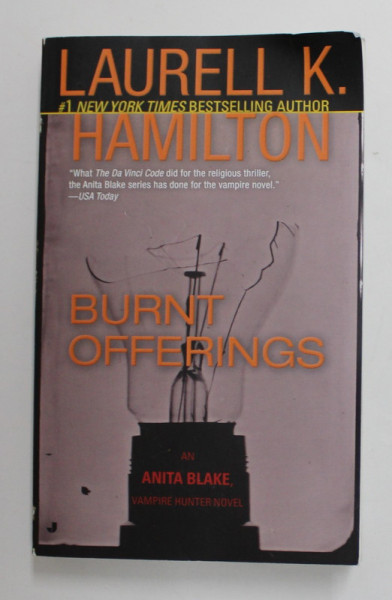 LAURELL K.
#1 NEW YORK TIMES BESTSELLING AUTHOR
HAMILTON
“What The Da Vinci Code did for the religious thriller,
the Anita Blake series has done for the vampire novel.”
—USA Today
BURNT
OFFERINGS
AN
ANITA BLAKE,
VAMPIRE HUNTER NOVEL